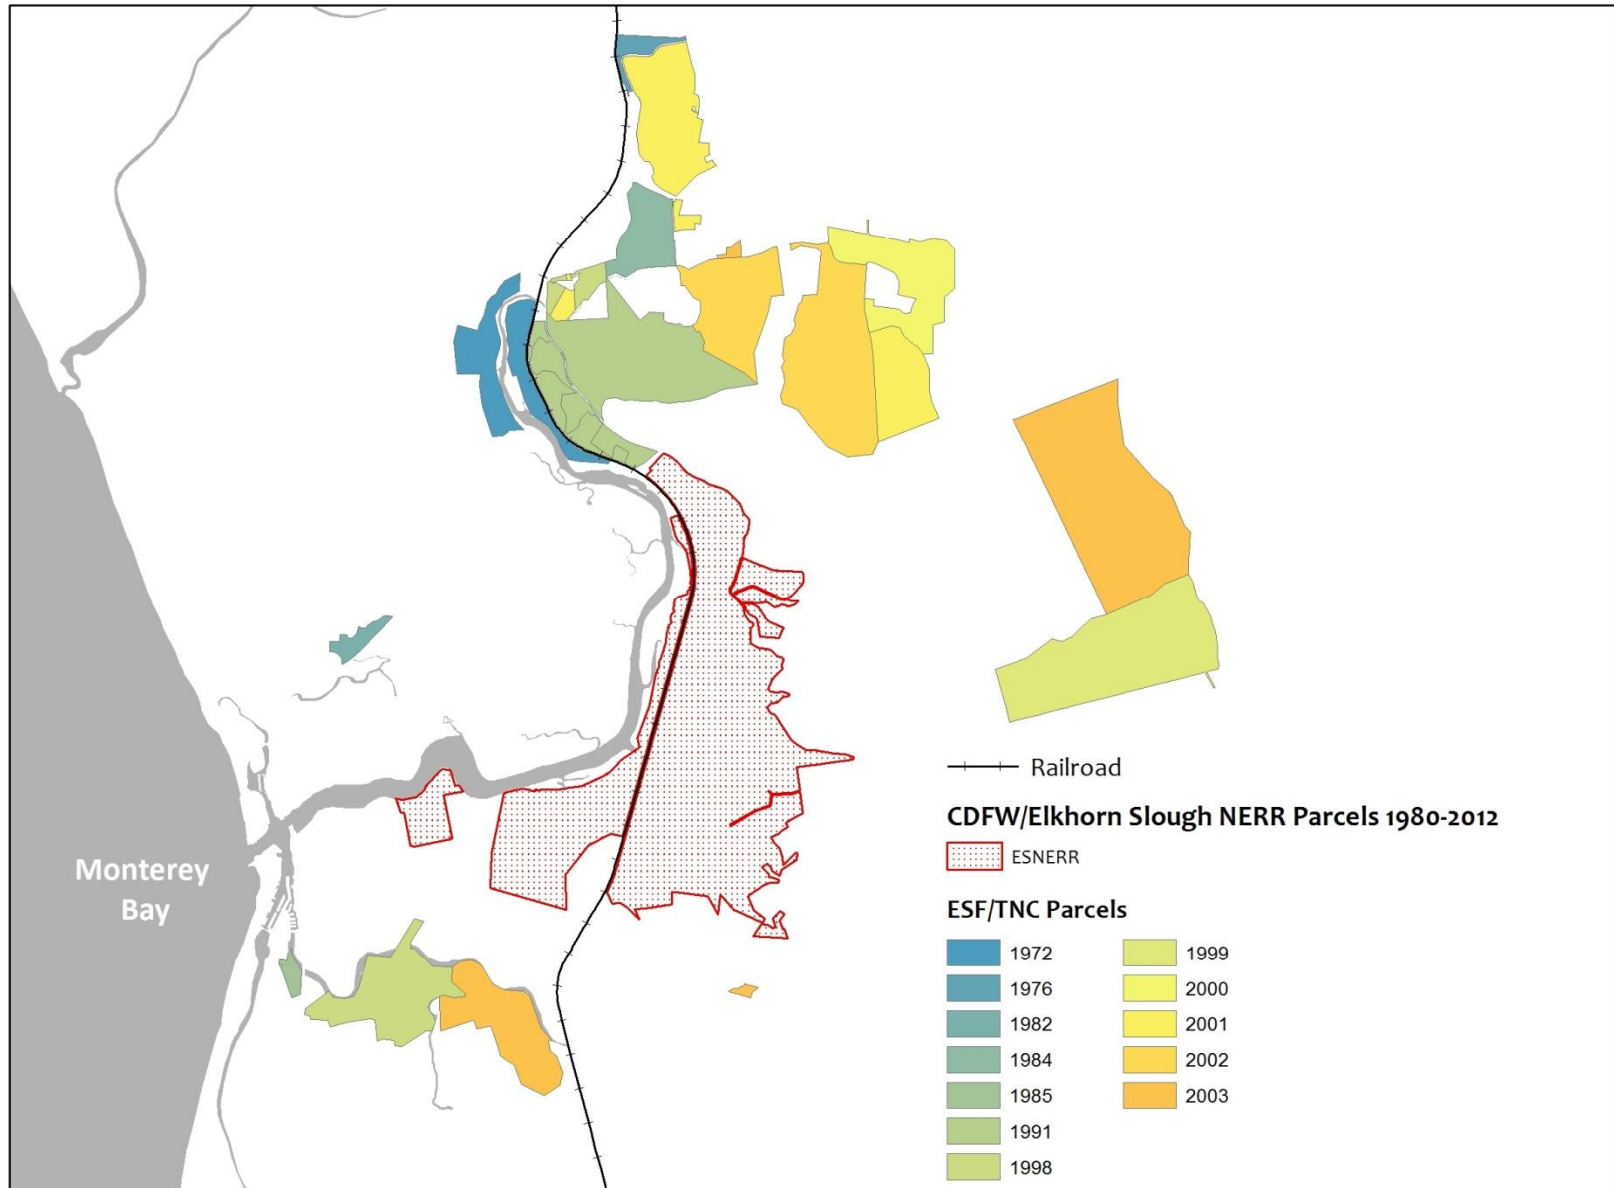 Monterey
Bay
Railroad
CDFW/Elkhorn Slough NERR Parcels 1980-2012
ESNERR
ESF/TNC Parcels
1972
1976
1982
1984
1985
1991
1998
1999
2000
2001
2002
2003